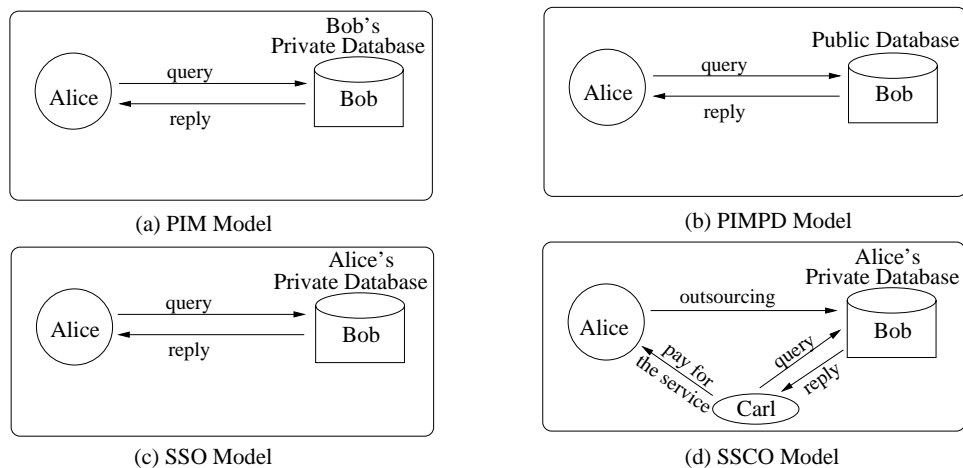 Bob's
Private Database
Alice
query
reply
Bob
(a) PIM Model
Public Database
Alice
query
reply
Bob
(b) PIMPD Model
Alice's
Private Database
Alice
query
reply
Bob
(c) SSO Model
Alice's
Private Database
Alice
outsourcing
Bob
pay for
the service
query
reply
Carl
(d) SSCO Model